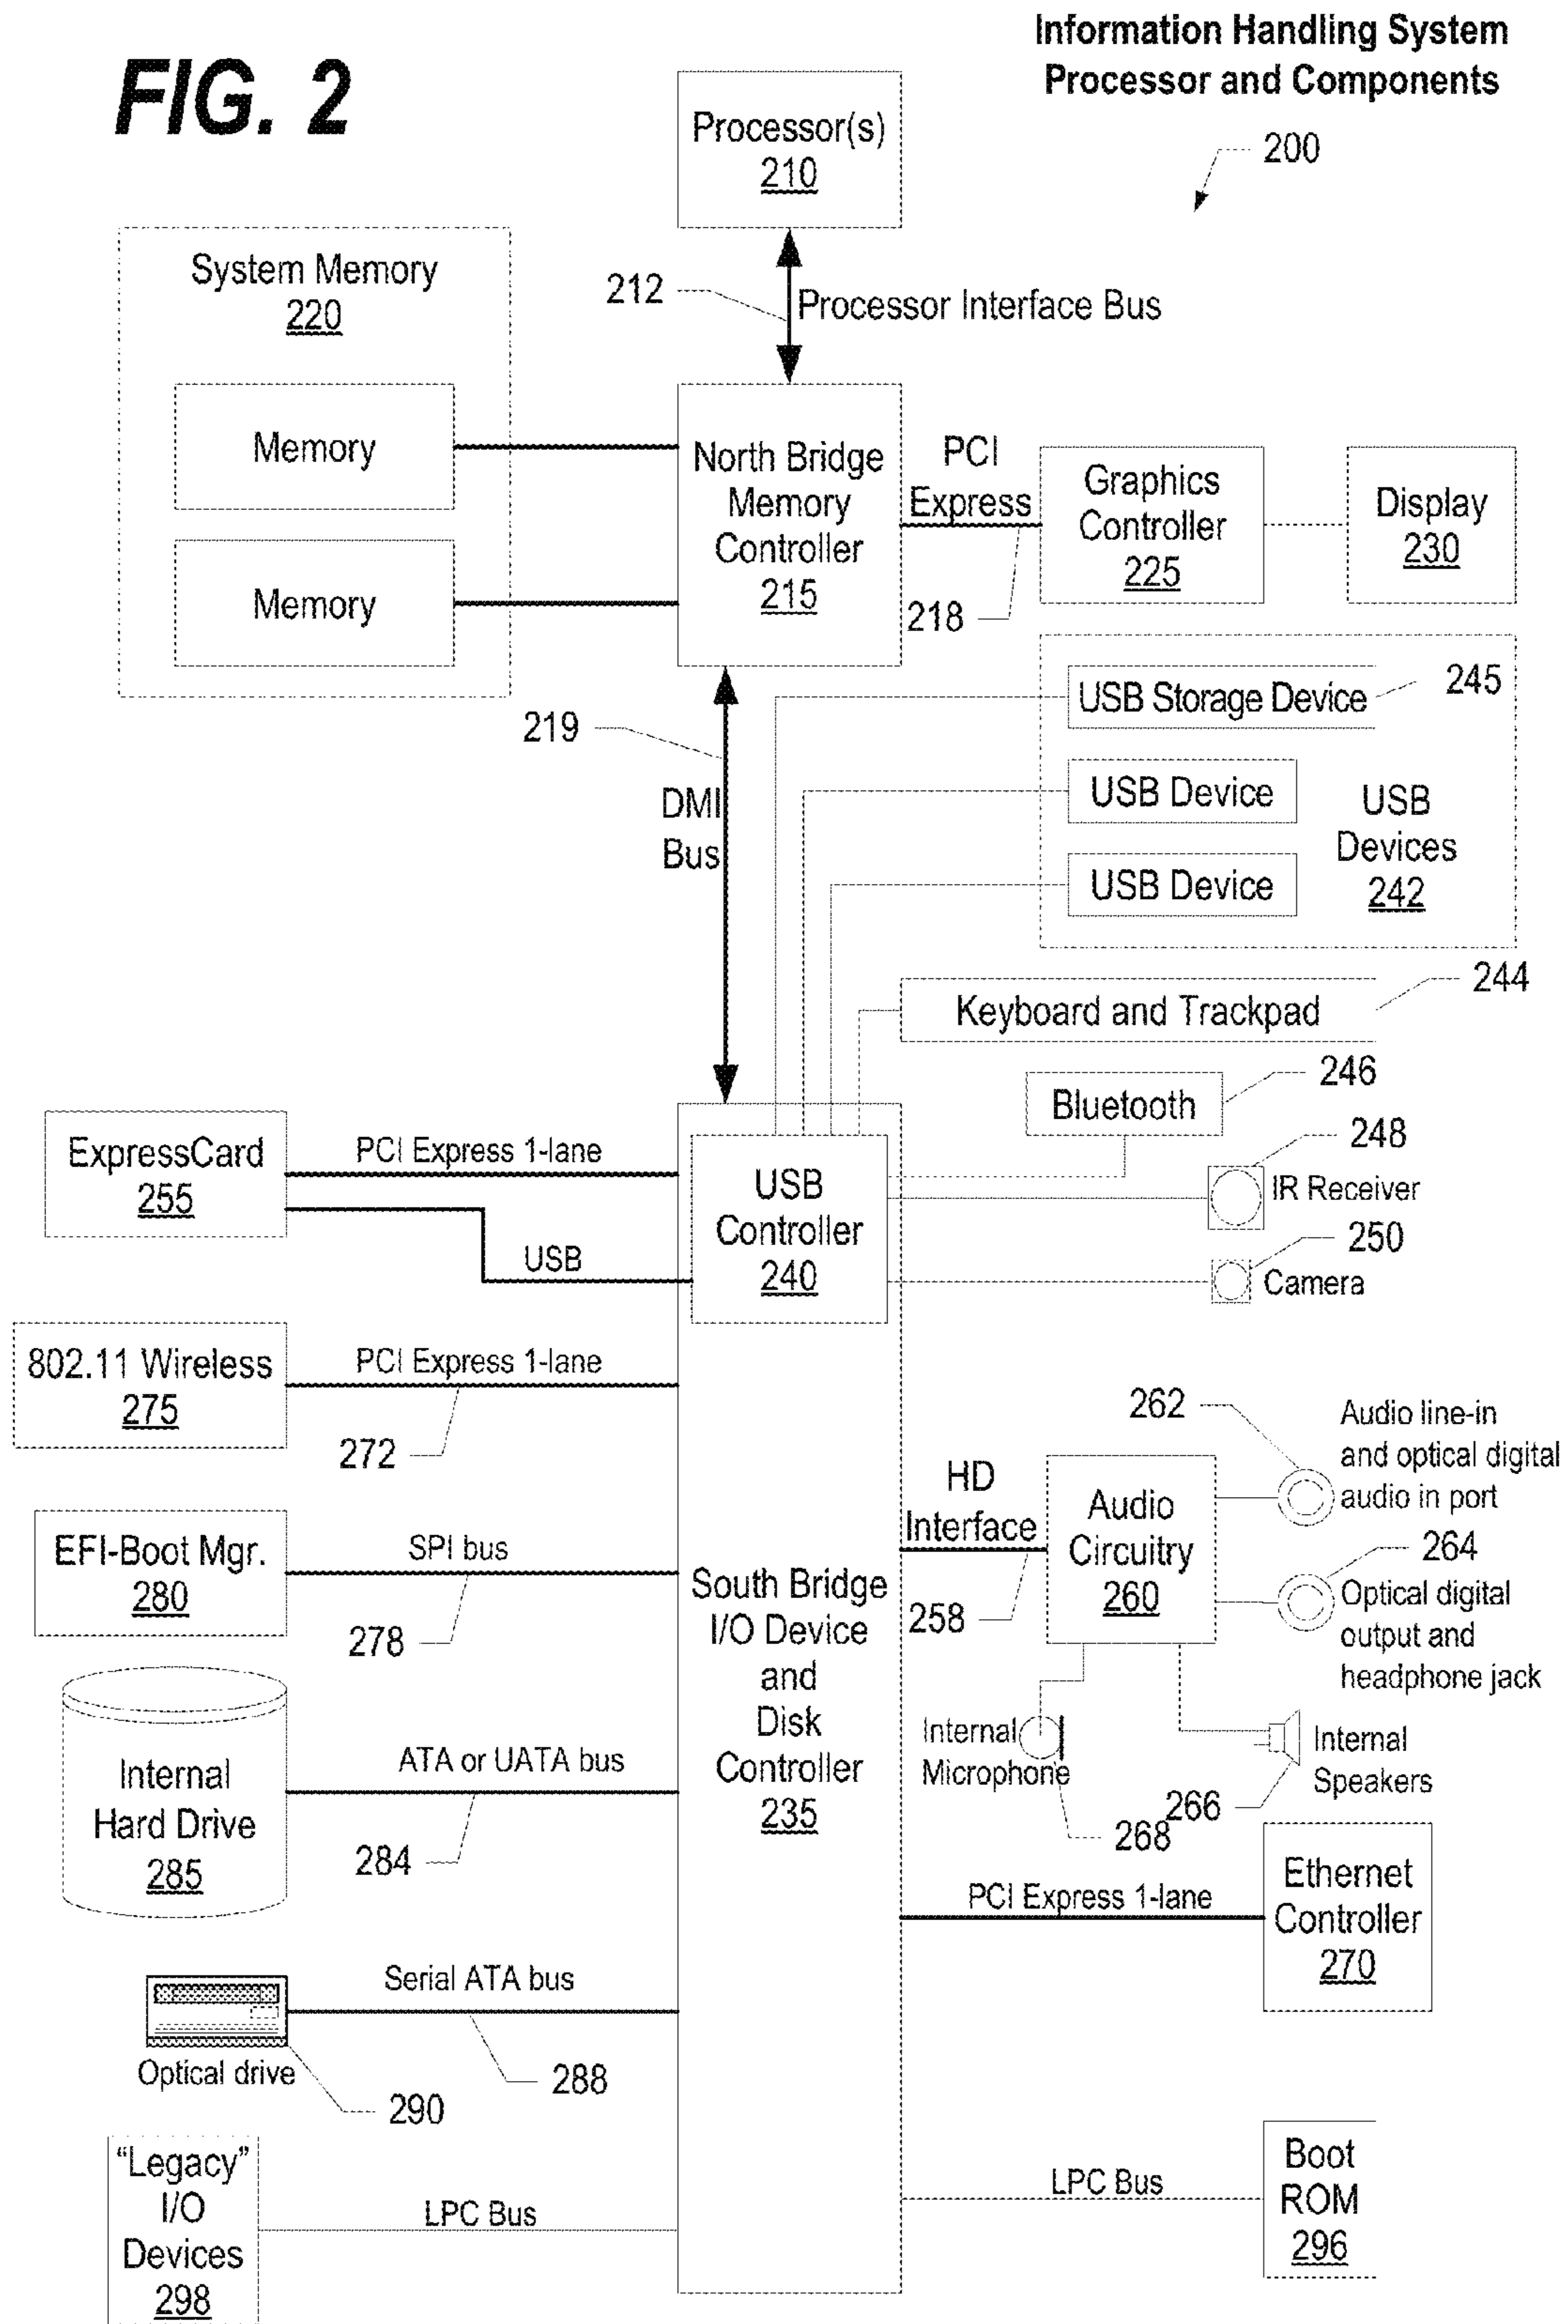 FIG. 2
Information Handling System
Processor and Components
200
Processor(s)
210
212
Processor Interface Bus
System Memory
220
Memory
Memory
North Bridge
Memory
Controller
215
PCI
Express
218
Graphics
Controller
225
Display
230
219
DMI
Bus
USB Storage Device
245
USB Device
USB Device
USB
Devices
242
Keyboard and Trackpad
244
Bluetooth
246
248
IR Receiver
250
Camera
USB
Controller
240
ExpressCard
255
PCI Express 1-lane
USB
802.11 Wireless
275
PCI Express 1-lane
272
EFI-Boot Mgr.
280
SPI bus
278
Internal
Hard Drive
285
ATA or UATA bus
284
South Bridge
I/O Device
and
Disk
Controller
235
HD
Interface
258
Audio
Circuitry
260
262
Audio line-in
and optical digital
audio in port
264
Optical digital
output and
headphone jack
Internal
Microphone
268
266
Internal
Speakers
PCI Express 1-lane
Ethernet
Controller
270
Serial ATA bus
288
Optical drive
290
"Legacy"
I/O
Devices
298
LPC Bus
LPC Bus
Boot
ROM
296